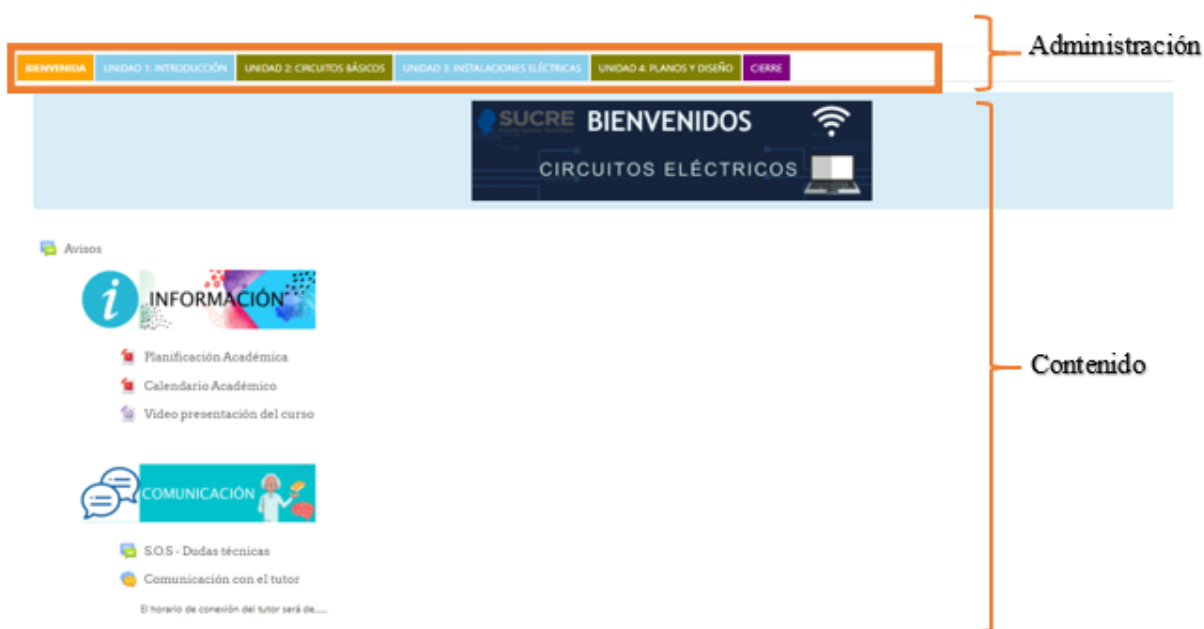 Administración
BIENVENIDA UNIDAD 1: INTRODUCCIÓN UNIDAD 2: CIRCUITOS BÁSICOS UNIDAD 3: INSTALACIONES ELÉCTRICAS UNIDAD 4: PLANOS Y DISEÑO CIERRE
SUCRE BIENVENIDOS
CIRCUITOS ELÉCTRICOS
Avisos
i INFORMACIÓN
Planificación Académica
Contenido
Calendario Académico
Video presentación del curso
COMUNICACIÓN
S.O.S - Dudas técnicas
Comunicación con el tutor
El horario de conexión del tutor será de.....